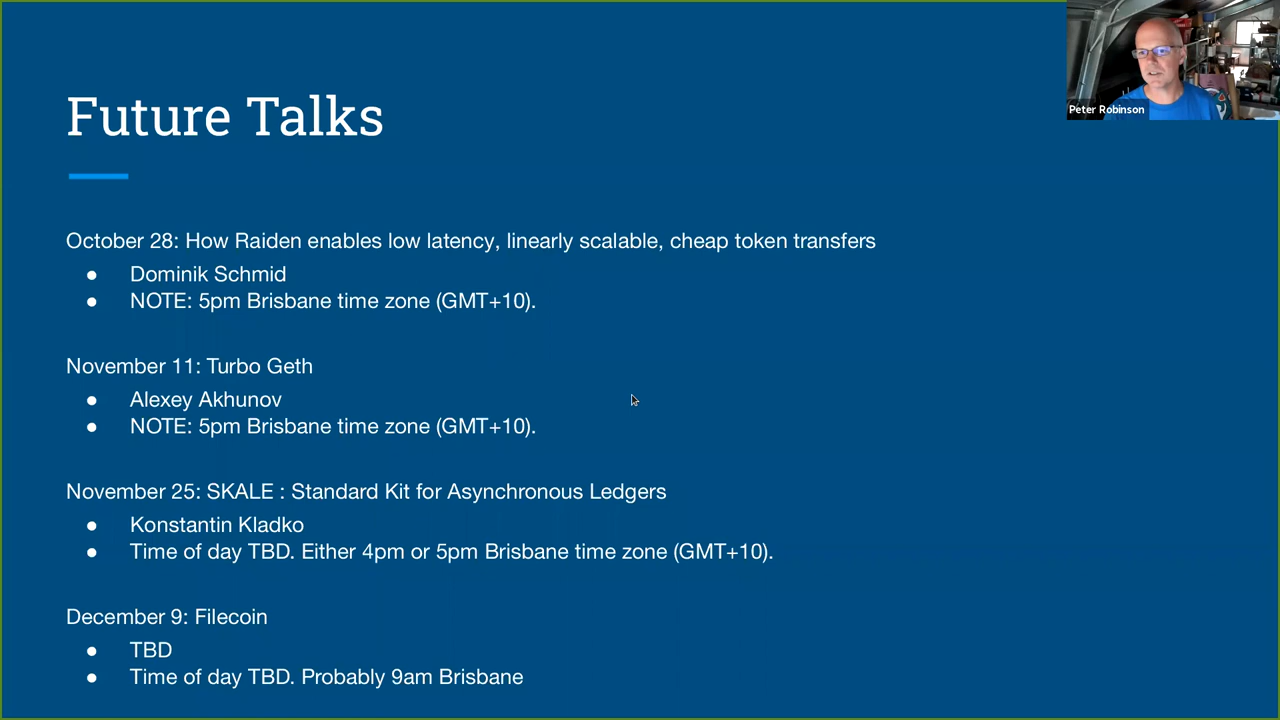 Future Talks
Peter Robinson
October 28: How Raiden enables low latency, linearly scalable, cheap token transfers
● Dominik Schmid
● NOTE: 5pm Brisbane time zone (GMT+10).
November 11: Turbo Geth
● Alexey Akhunov
● NOTE: 5pm Brisbane time zone (GMT+10).
November 25: SKALE : Standard Kit for Asynchronous Ledgers
● Konstantin Kladko
● Time of day TBD. Either 4pm or 5pm Brisbane time zone (GMT+10).
December 9: Filecoin
● TBD
● Time of day TBD. Probably 9am Brisbane